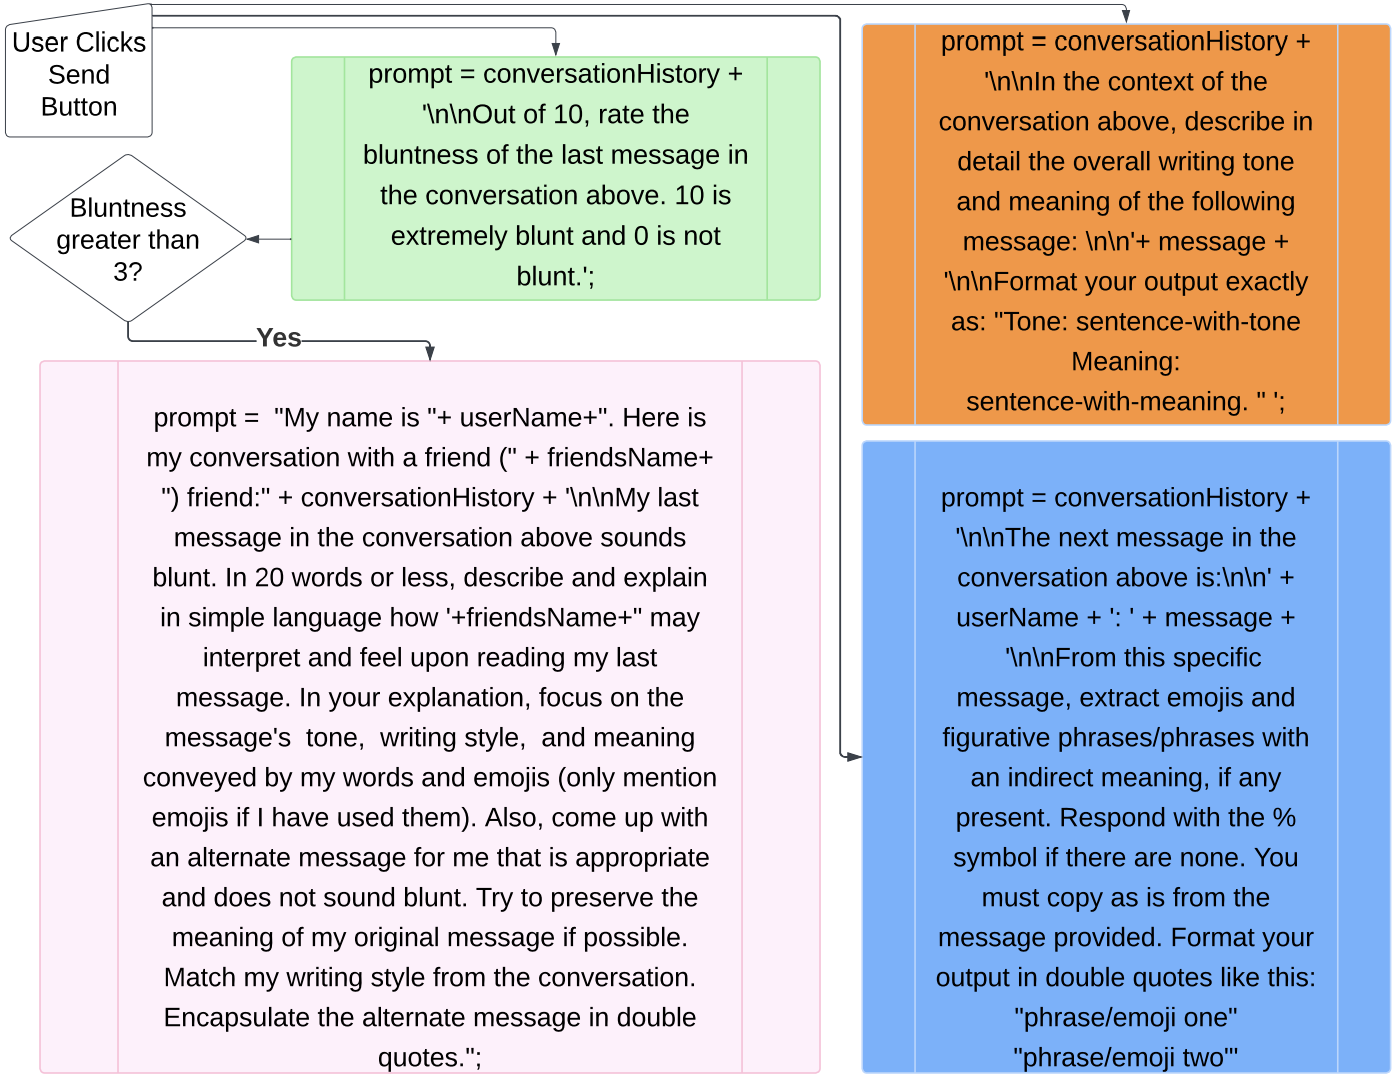 User Clicks
Send
Button
prompt = conversationHistory +
'\n\nOut of 10, rate the
bluntness of the last message in
the conversation above. 10 is
extremely blunt and 0 is not
blunt.';
Bluntness
greater than
3?
Yes
prompt =  "My name is "+ userName+". Here is
my conversation with a friend (" + friendsName+
") friend:" + conversationHistory + '\n\nMy last
message in the conversation above sounds
blunt. In 20 words or less, describe and explain
in simple language how '+friendsName+" may
interpret and feel upon reading my last
message. In your explanation, focus on the
message's  tone,  writing style,  and meaning
conveyed by my words and emojis (only mention
emojis if I have used them). Also, come up with
an alternate message for me that is appropriate
and does not sound blunt. Try to preserve the
meaning of my original message if possible.
Match my writing style from the conversation.
Encapsulate the alternate message in double
quotes.";
prompt = conversationHistory +
'\n\nIn the context of the
conversation above, describe in
detail the overall writing tone
and meaning of the following
message: \n\n'+ message +
'\n\nFormat your output exactly
as: "Tone: sentence-with-tone
Meaning:
sentence-with-meaning. " ';
prompt = conversationHistory +
'\n\nThe next message in the
conversation above is:\n\n' +
userName + ': ' + message +
'\n\nFrom this specific
message, extract emojis and
figurative phrases/phrases with
an indirect meaning, if any
present. Respond with the %
symbol if there are none. You
must copy as is from the
message provided. Format your
output in double quotes like this:
"phrase/emoji one"
"phrase/emoji two"'